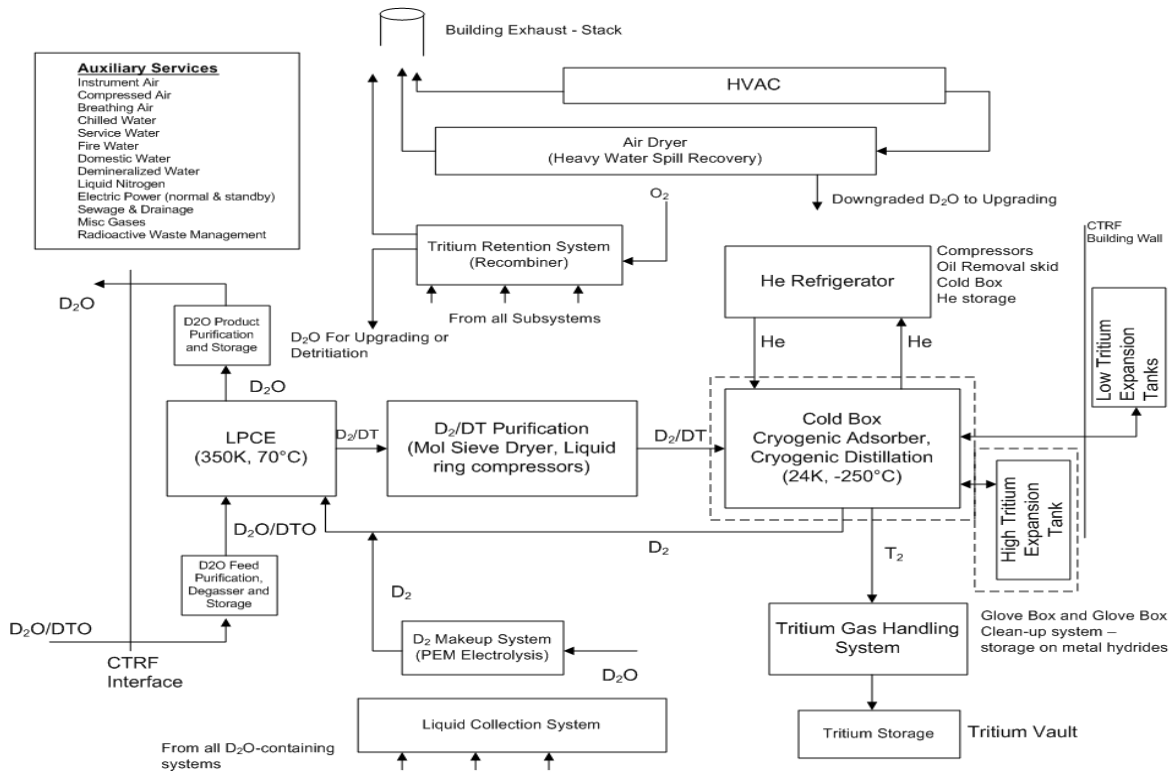 Building Exhaust - Stack
Auxiliary Services
Instrument Air
Compressed Air
Breathing Air
Chilled Water
Service Water
Fire Water
Domestic Water
Demineralized Water
Liquid Nitrogen
Electric Power (normal & standby)
Sewage & Drainage
Misc Gases
Radioactive Waste Management
HVAC
Air Dryer
(Heavy Water Spill Recovery)
O₂
Downgraded D₂O to Upgrading
CTRF
Building Wall
Tritium Retention System
(Recombiner)
From all Subsystems
D₂O For Upgrading or
Detritiation
He Refrigerator
Compressors
Oil Removal skid
Cold Box
He storage
He
He
Low Tritium
Expansion
Tanks
D₂O
D2O Product
Purification
and Storage
D₂O
LPCE
(350K, 70°C)
D₂/DT
D₂/DT Purification
(Mol Sieve Dryer, Liquid
ring compressors)
D₂/DT
Cold Box
Cryogenic Adsorber,
Cryogenic Distillation
(24K, -250°C)
High Tritium
Expansion
Tank
D₂O/DTO
D2O Feed
Purification,
Degasser and
Storage
D₂O/DTO
CTRF
Interface
D₂
D₂
T₂
D₂ Makeup System
(PEM Electrolysis)
D₂O
Tritium Gas Handling
System
Glove Box and Glove Box
Clean-up system –
storage on metal hydrides
Liquid Collection System
From all D₂O-containing
systems
Tritium Storage
Tritium Vault